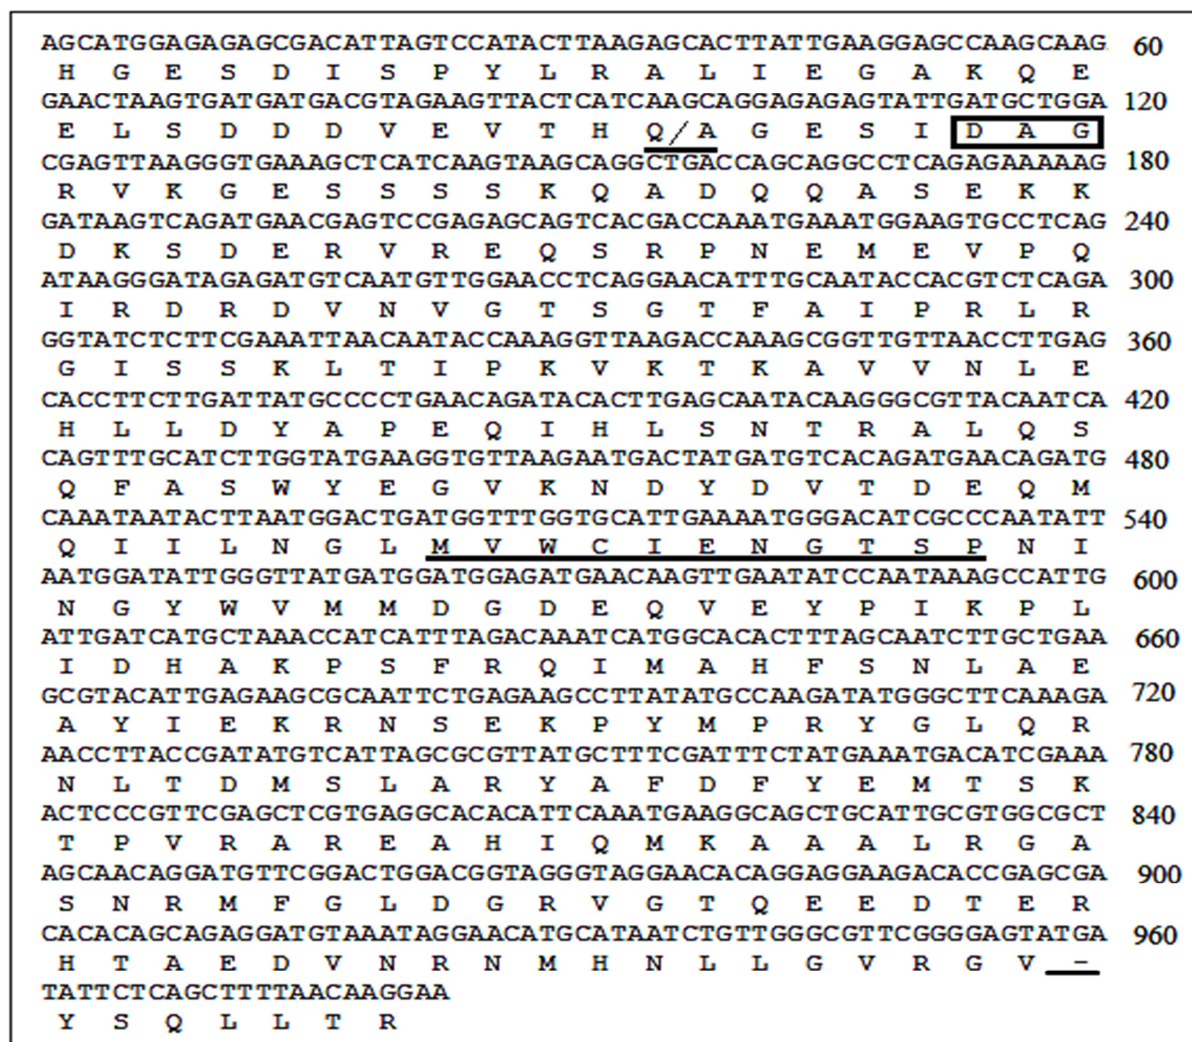 AGCATGGAGAGAGCGACATTAGTCCATACTTAAGAGCACTTATTGAAGGAGCCAAGCAAG 60
H G E S D I S P Y L R A L I E G A K Q E
GAACTAAGTGATGATGACGTAGAAGTTACTCATCAAGCAGGAGAGAGTATTGATGCTGGA 120
E L S D D D V E V T H Q/A G E S I D A G
CGAGTTAAGGGTGAAAGCTCATCAAGTAAGCAGGCTGACCAGCAGGCCTCAGAGAAAAAG 180
R V K G E S S S S K Q A D Q Q A S E K K
GATAAGTCAGATGAACGAGTCCGAGAGCAGTCACGACCAAATGAAATGGAAGTGCCTCAG 240
D K S D E R V R E Q S R P N E M E V P Q
ATAAGGGATAGAGATGTCAATGTTGGAACCTCAGGAACATTTGCAATACCACGTCTCAGA 300
I R D R D V N V G T S G T F A I P R L R
GGTATCTCTTCGAAATTAACAATACCAAAGGTTAAGACCAAAGCGGTTGTTAACCTTGAG 360
G I S S K L T I P K V K T K A V V N L E
CACCTTCTTGATTATGCCCCTGAACAGATACACTTGAGCAATACAAGGGCGTTACAATCA 420
H L L D Y A P E Q I H L S N T R A L Q S
CAGTTTGCATCTTGGTATGAAGGTGTTAAGAATGACTATGATGTCACAGATGAACAGATG 480
Q F A S W Y E G V K N D Y D V T D E Q M
CAAATAATACTTAATGGACTGATGGTTTGGTGCATTGAAAATGGGACATCGCCCAATATT 540
Q I I L N G L M V W C I E N G T S P N I
AATGGATATTGGGTTATGATGGATGGAGATGAACAAGTTGAATATCCAATAAAGCCATTG 600
N G Y W V M M D G D E Q V E Y P I K P L
ATTGATCATGCTAAACCATCATTTAGACAAATCATGGCACACTTTAGCAATCTTGCTGAA 660
I D H A K P S F R Q I M A H F S N L A E
GCGTACATTGAGAAGCGCAATTCTGAGAAGCCTTATATGCCAAGATATGGGCTTCAAAGA 720
A Y I E K R N S E K P Y M P R Y G L Q R
AACCTTACCGATATGTCATTAGCGCGTTATGCTTTCGATTTCTATGAAATGACATCGAAA 780
N L T D M S L A R Y A F D F Y E M T S K
ACTCCCGTTCGAGCTCGTGAGGCACACATTCAAATGAAGGCAGCTGCATTGCGTGGCGCT 840
T P V R A R E A H I Q M K A A A L R G A
AGCAACAGGATGTTCGGACTGGACGGTAGGGTAGGAACACAGGAGGAAGACACCGAGCGA 900
S N R M F G L D G R V G T Q E E D T E R
CACACAGCAGAGGATGTAAATAGGAACATGCATAATCTGTTGGGCGTTCGGGGAGTATGA 960
H T A E D V N R N M H N L L G V R G V -
TATTCTCAGCTTTTAACAAGGAA
Y S Q L L T R